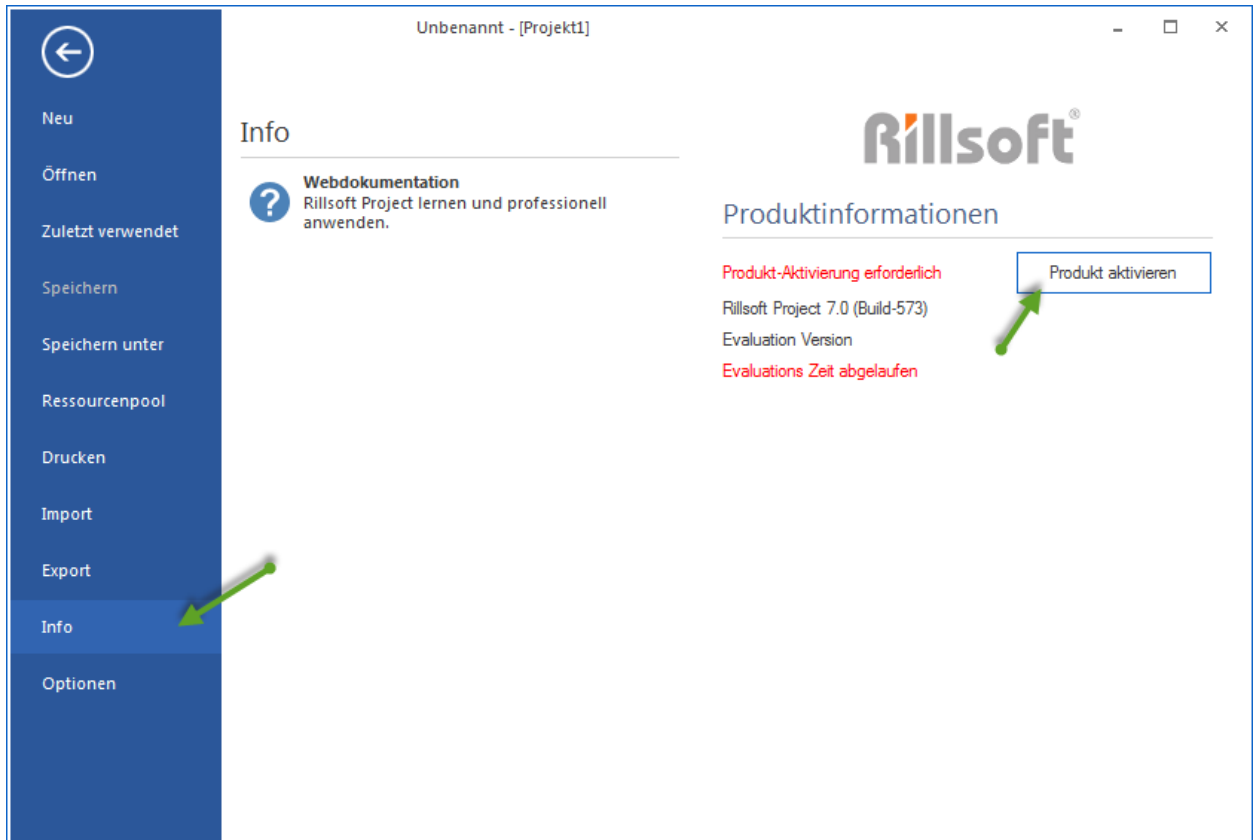 Unbenannt - [Projekt1]
Neu
Öffnen
Zuletzt verwendet
Speichern
Speichern unter
Ressourcenpool
Drucken
Import
Export
Info
Optionen
Info
?
Webdokumentation
Rillsoft Project lernen und professionell
anwenden.
Rillsoft®
Produktinformationen
Produkt-Aktivierung erforderlich
Produkt aktivieren
Rillsoft Project 7.0 (Build-573)
Evaluation Version
Evaluations Zeit abgelaufen